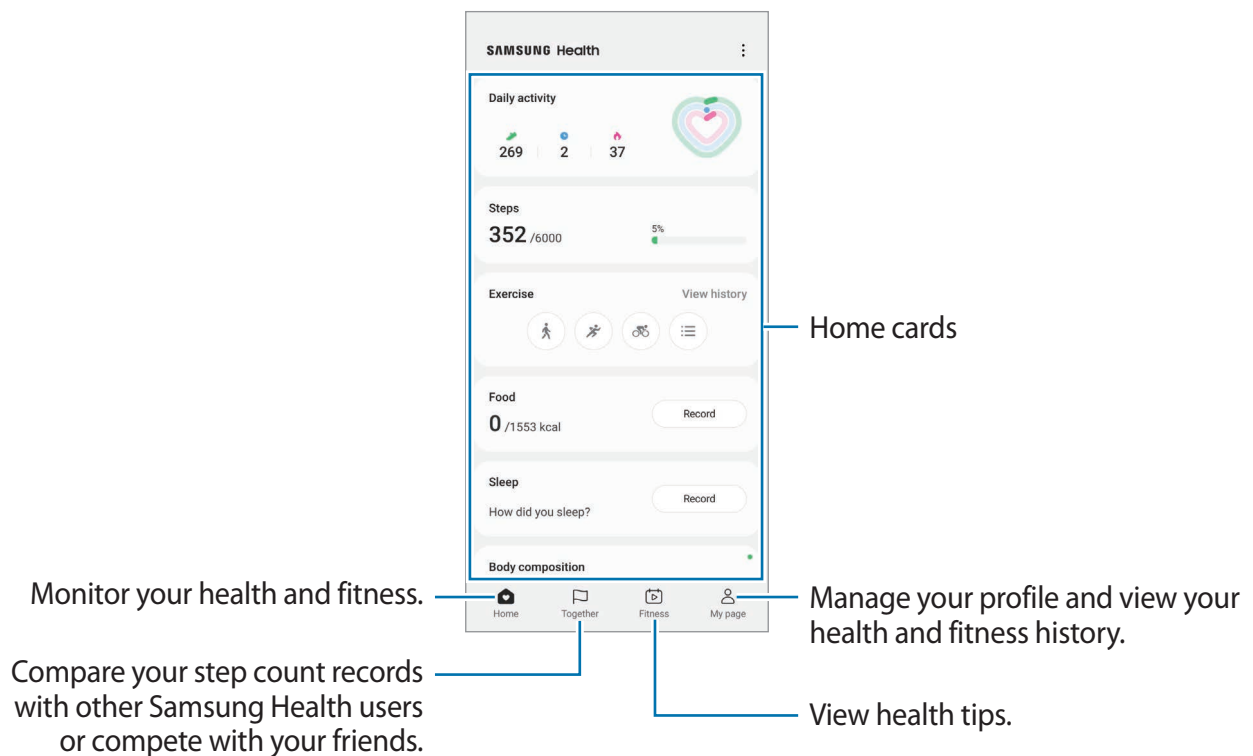 SAMSUNG Health
Daily activity
269 2 37
Steps
352 /6000
5%
Exercise View history
Food
0 /1553 kcal
Record
Sleep
How did you sleep?
Record
Body composition
Home Together Fitness My page
Home cards
Monitor your health and fitness.
Compare your step count records
with other Samsung Health users
or compete with your friends.
Manage your profile and view your
health and fitness history.
View health tips.